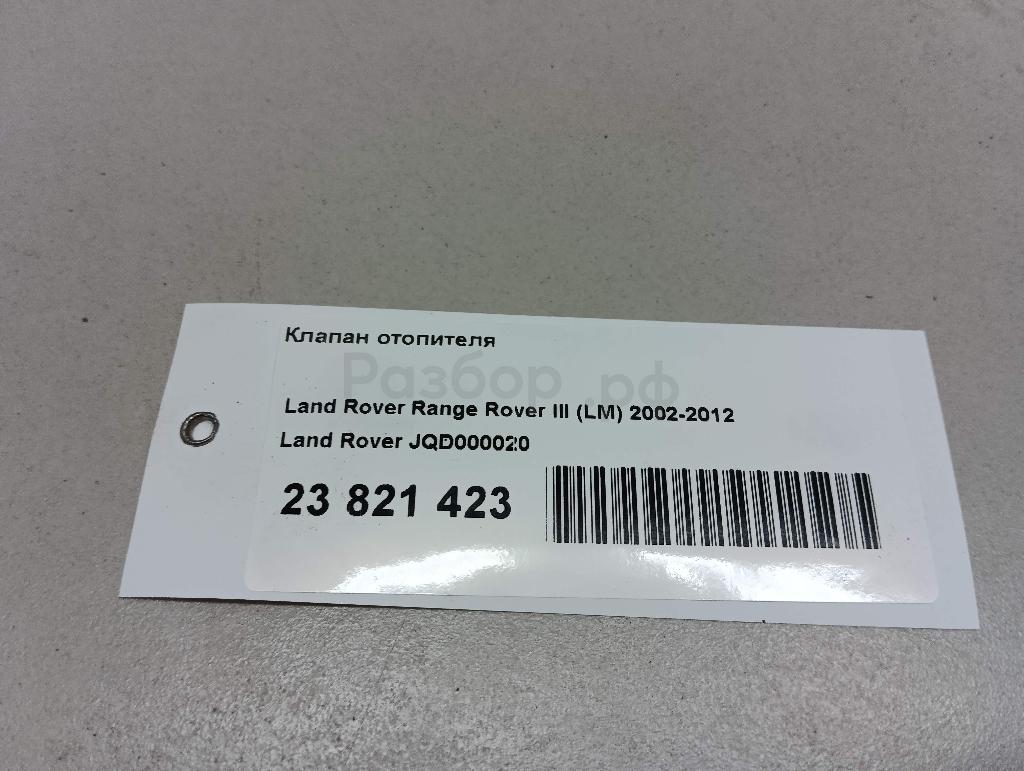 Клапан отопителя
Разбор.рф
Land Rover Range Rover III (LM) 2002-2012
Land Rover JQD000020
23 821 423